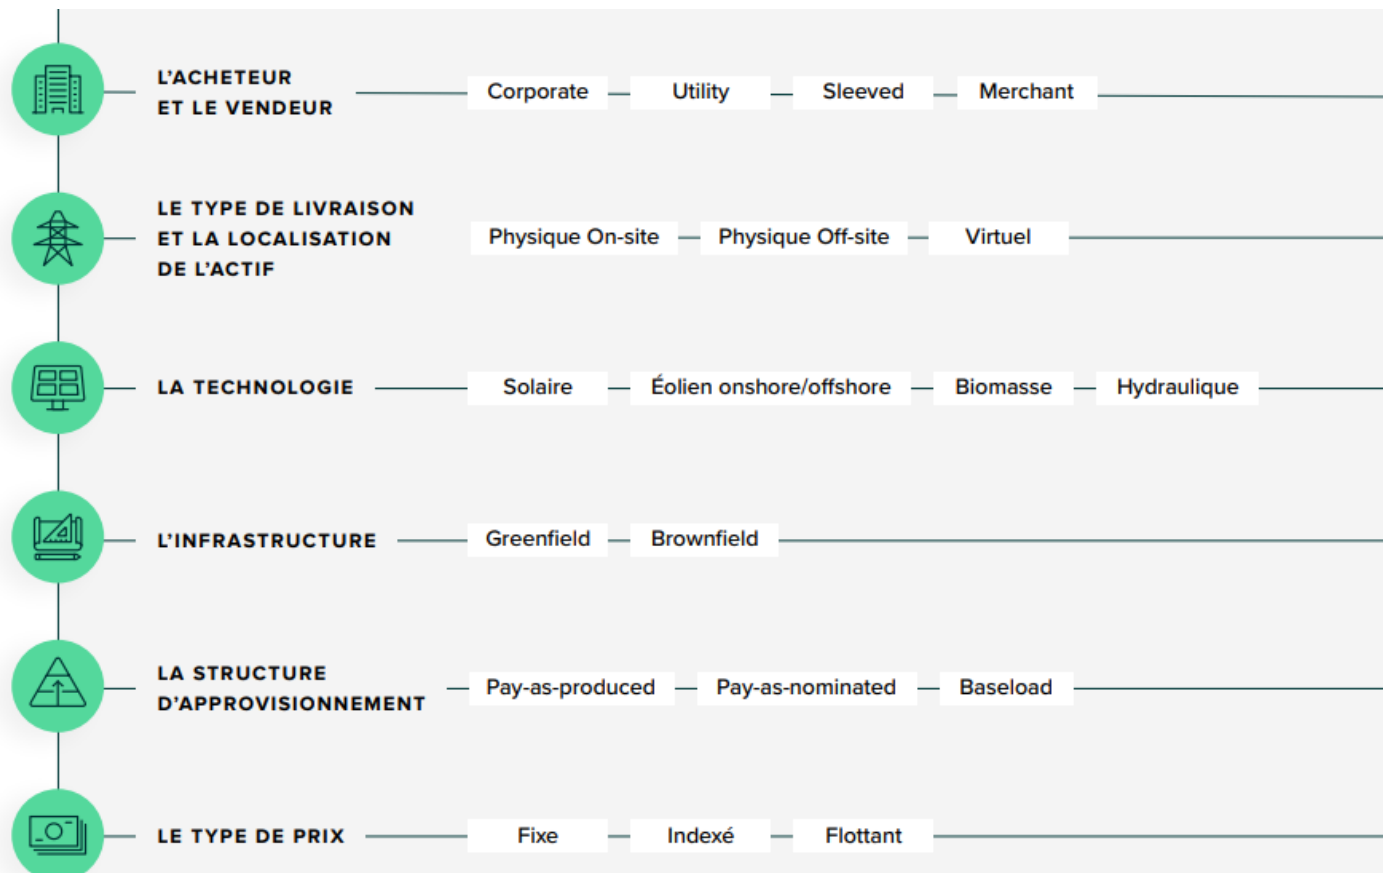 L'ACHETEUR
ET LE VENDEUR
Corporate Utility Sleeved Merchant
LE TYPE DE LIVRAISON
ET LA LOCALISATION
DE L'ACTIF
Physique On-site Physique Off-site Virtuel
LA TECHNOLOGIE Solaire Éolien onshore/offshore Biomasse Hydraulique
L'INFRASTRUCTURE Greenfield Brownfield
LA STRUCTURE
D'APPROVISIONNEMENT
Pay-as-produced Pay-as-nominated Baseload
LE TYPE DE PRIX Fixe Indexé Flottant